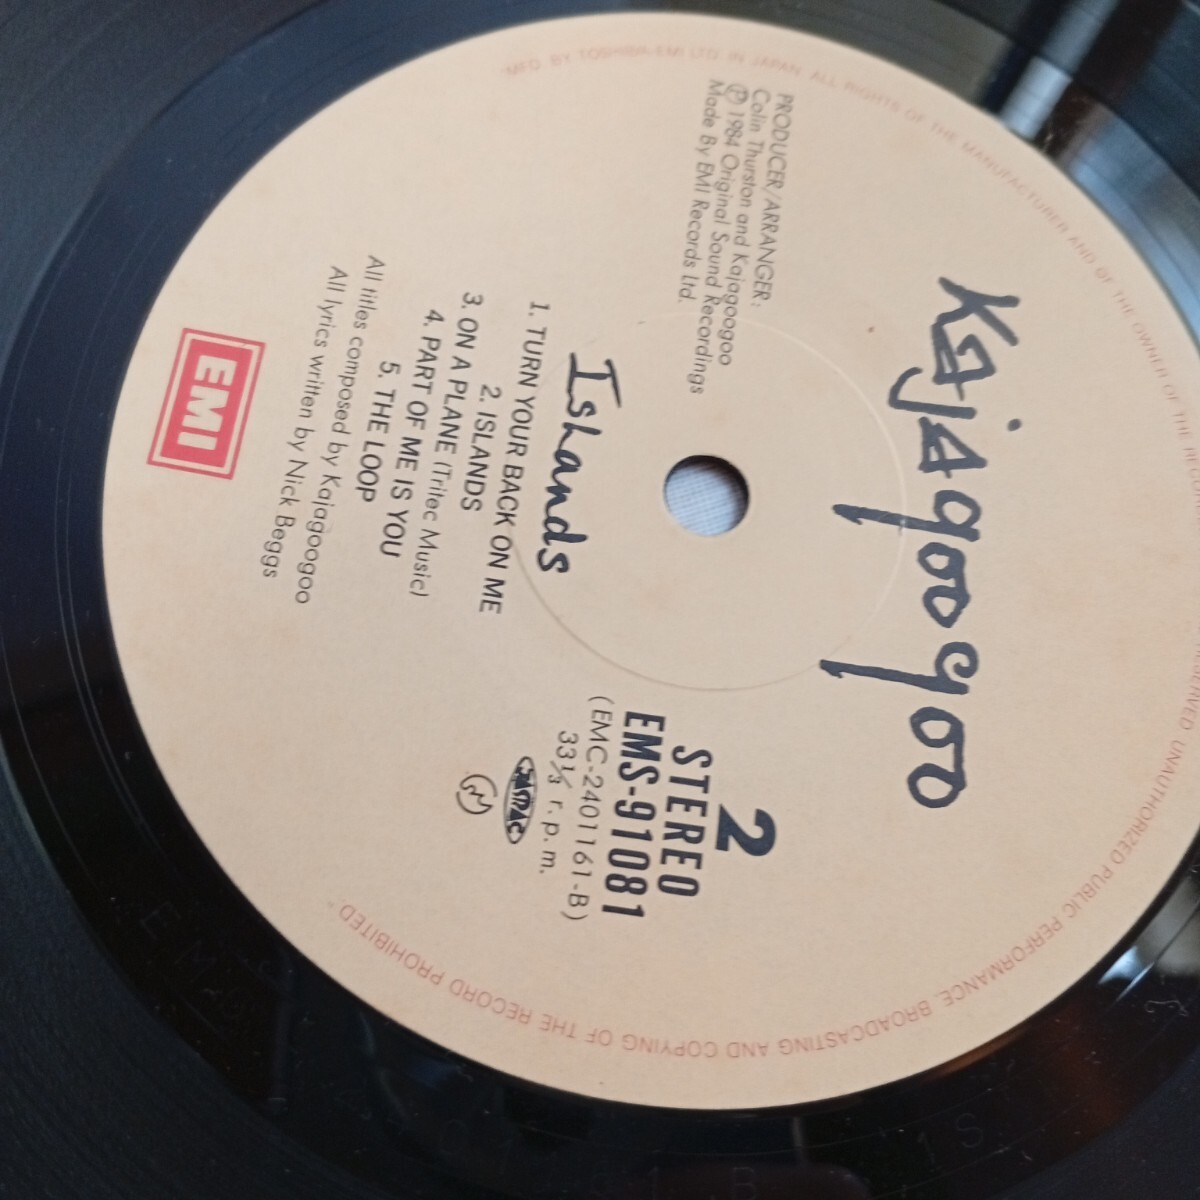 Kajagoogoo
PRODUCER/ARRANGER:
Colin Thurston and Kajagoogoo
Ⓟ 1984 Original Sound Recordings
Made By EMI Records Ltd.
2
STEREO
EMS-91081
(EMC-2401161-B)
33⅓ r.p.m.
JASRAC
Islands
1. TURN YOUR BACK ON ME
2. ISLANDS
3. ON A PLANE (Tritec Music)
4. PART OF ME IS YOU
5. THE LOOP
All titles composed by Kajagoogoo
All lyrics written by Nick Beggs
EMI
MFD. BY TOSHIBA-EMI LTD. IN JAPAN. ALL RIGHTS OF THE MANUFACTURER AND OF THE OWNER OF THE RECORDED UNAUTHORIZED PUBLIC PERFORMANCE, BROADCASTING AND COPYING OF THE RECORD PROHIBITED.